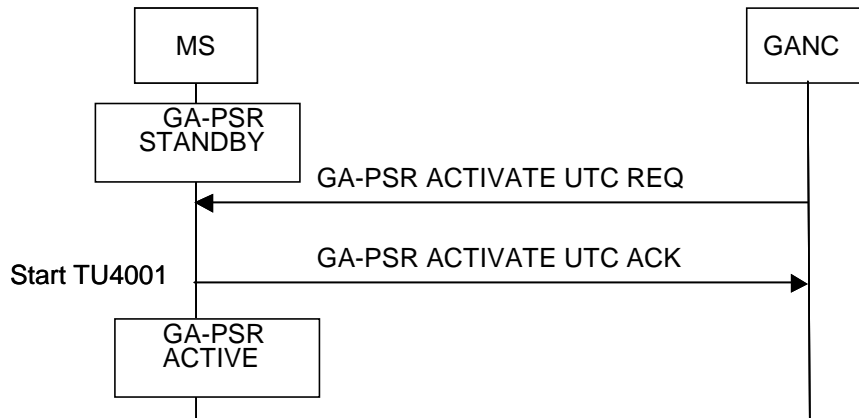 MS
GANC
GA-PSR
STANDBY
GA-PSR ACTIVATE UTC REQ
GA-PSR ACTIVATE UTC ACK
Start TU4001
GA-PSR
ACTIVE